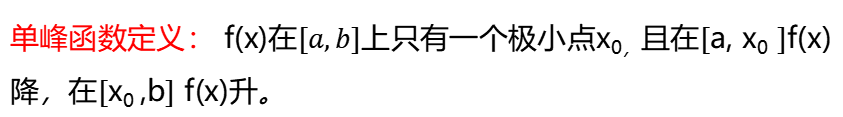 单峰函数定义： f(x)在[a, b]上只有一个极小点x₀，且在[a, x₀ ]f(x)
降，在[x₀ ,b] f(x)升。